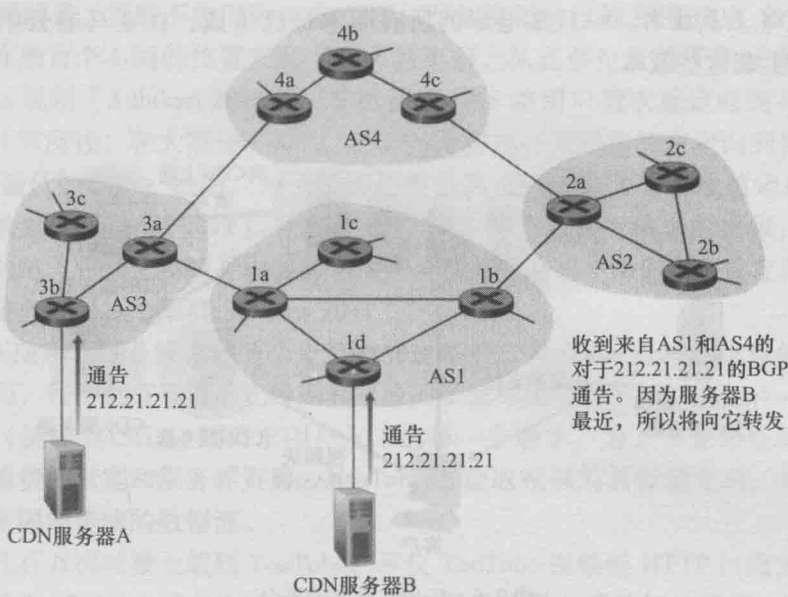 4b
4a
4c
AS4
2c
2a
3c
1c
3a
2b
AS2
1a
1b
3b
AS3
1d
AS1
收到来自AS1和AS4的
对于212.21.21.21的BGP
通告。因为服务器B
最近，所以将向它转发
通告
212.21.21.21
通告
212.21.21.21
CDN服务器A
CDN服务器B